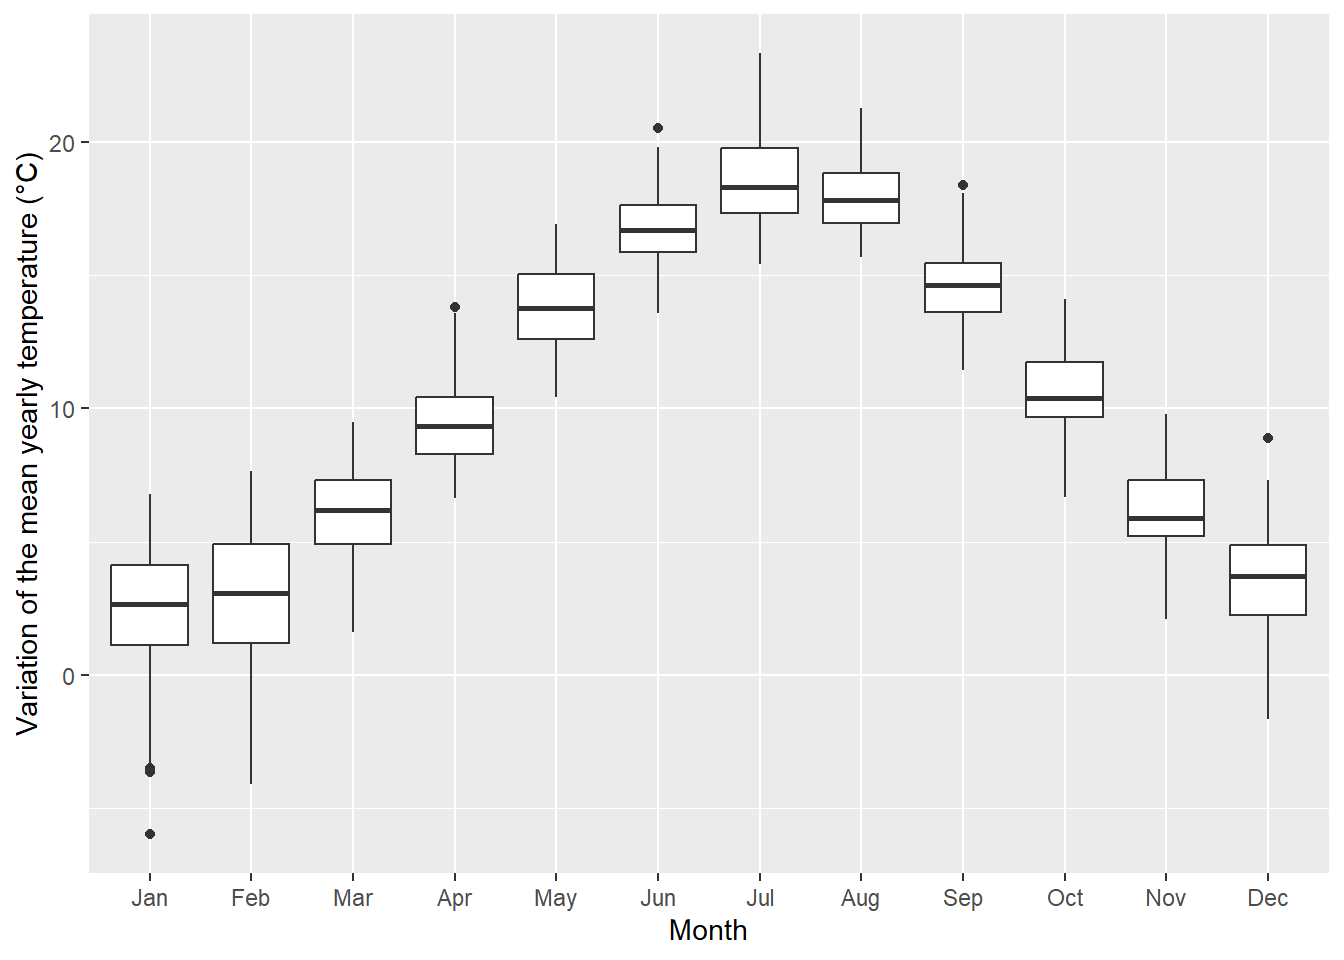 Variation of the mean yearly temperature (°C)
20
10
0
Jan Feb Mar Apr May Jun Jul Aug Sep Oct Nov Dec
Month